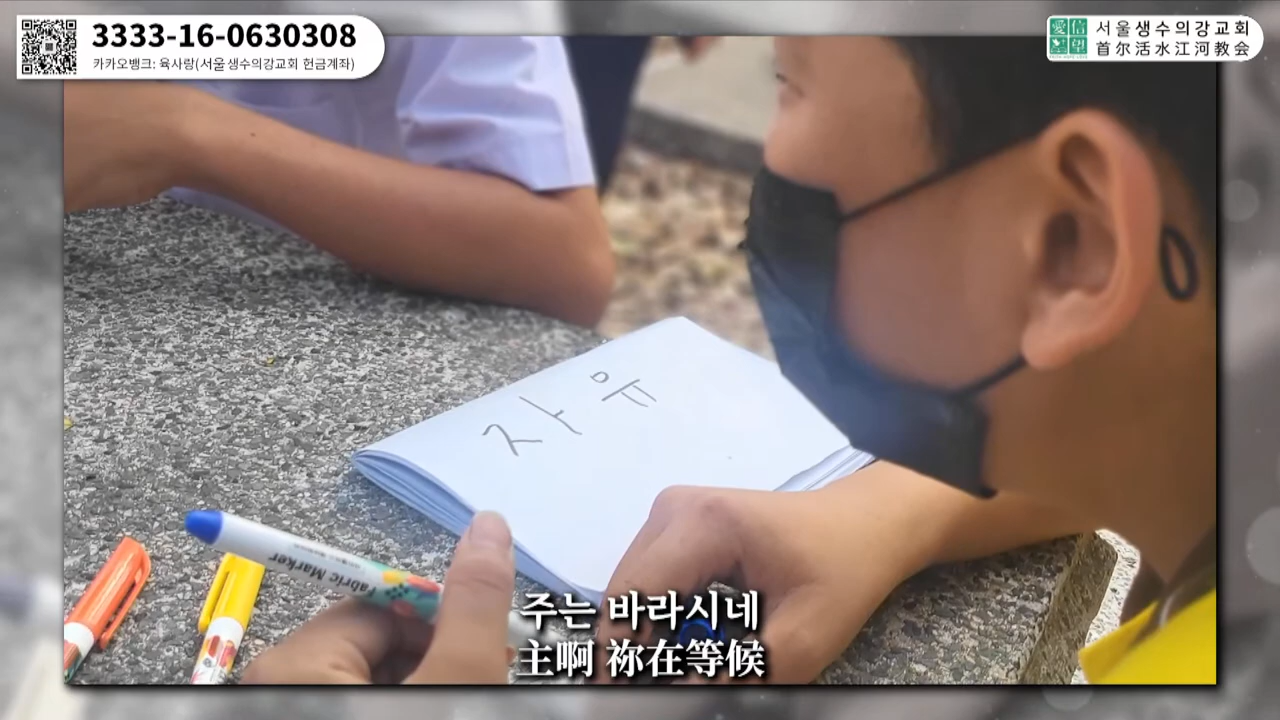 3333-16-0630308
카카오뱅크: 육사랑(서울생수의강교회 헌금계좌)
서울생수의강교회
首尔活水江河教会
자유
Fabric Marker
주는 바라시네
主啊 祢在等候